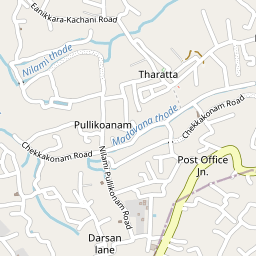 Eanikkara-Kachani Road
Nilami thode
Tharatta
Madavana thode
Chekkakonam Road
Pullikoanam
Chekkakonam Road
Nilami Pullikonam Road
Post Office
Jn.
Darsan
lane